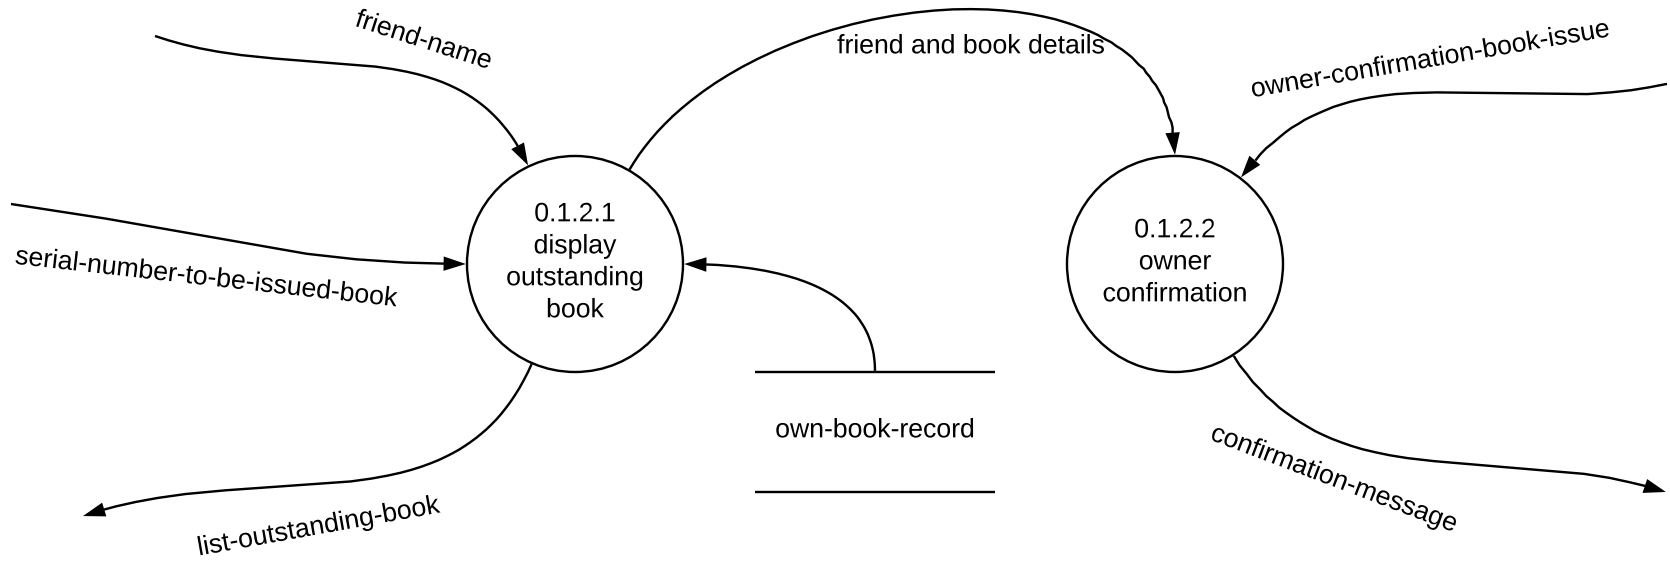 friend-name
friend and book details
owner-confirmation-book-issue
serial-number-to-be-issued-book
0.1.2.1
display
outstanding
book
0.1.2.2
owner
confirmation
own-book-record
list-outstanding-book
confirmation-message